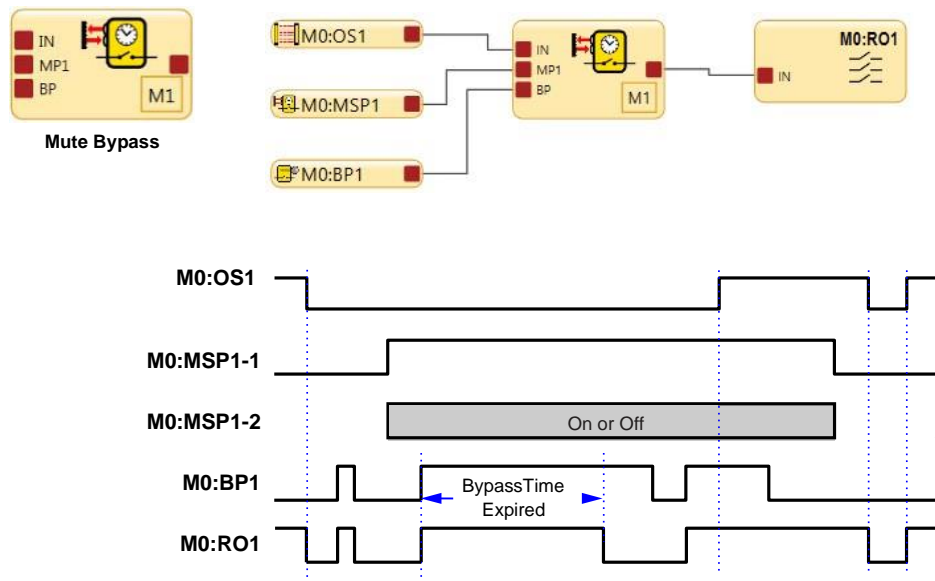 IN
MP1
BP
M1
Mute Bypass
M0:OS1
M0:MSP1
M0:BP1
IN
MP1
BP
M1
M0:RO1
IN
M0:OS1
M0:MSP1-1
M0:MSP1-2
On or Off
M0:BP1
BypassTime
Expired
M0:RO1